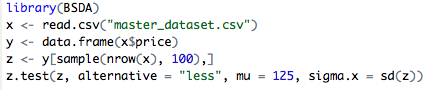 library(BSDA)
x <- read.csv("master_dataset.csv")
y <- data.frame(x$price)
z <- y[sample(nrow(x), 100),]
z.test(z, alternative = "less", mu = 125, sigma.x = sd(z))